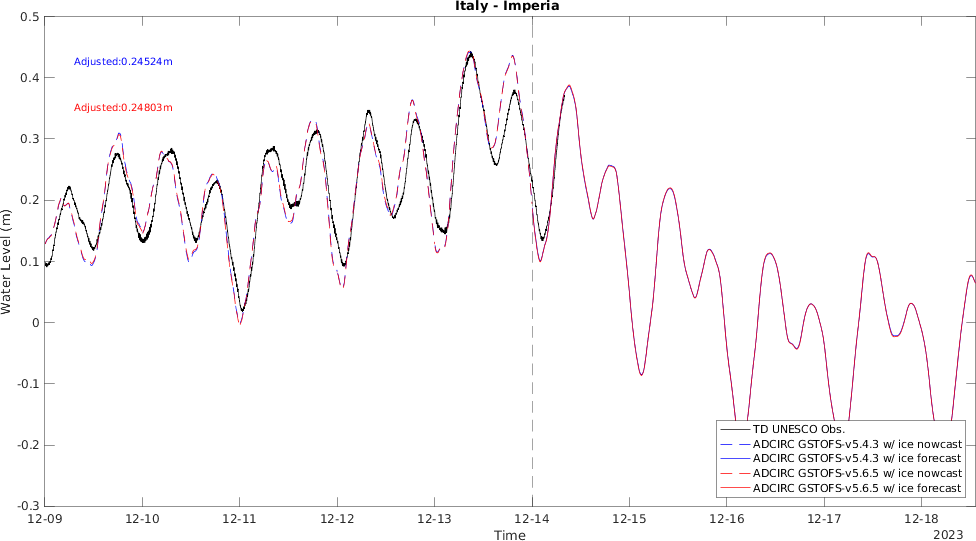 Italy - Imperia
0.5
0.4
0.3
0.2
0.1
0
-0.1
-0.2
-0.3
Water Level (m)
Adjusted:0.24524m
Adjusted:0.24803m
TD UNESCO Obs.
ADCIRC GSTOFS-v5.4.3 w/ ice nowcast
ADCIRC GSTOFS-v5.4.3 w/ ice forecast
ADCIRC GSTOFS-v5.6.5 w/ ice nowcast
ADCIRC GSTOFS-v5.6.5 w/ ice forecast
12-09 12-10 12-11 12-12 12-13 12-14 12-15 12-16 12-17 12-18
Time
2023